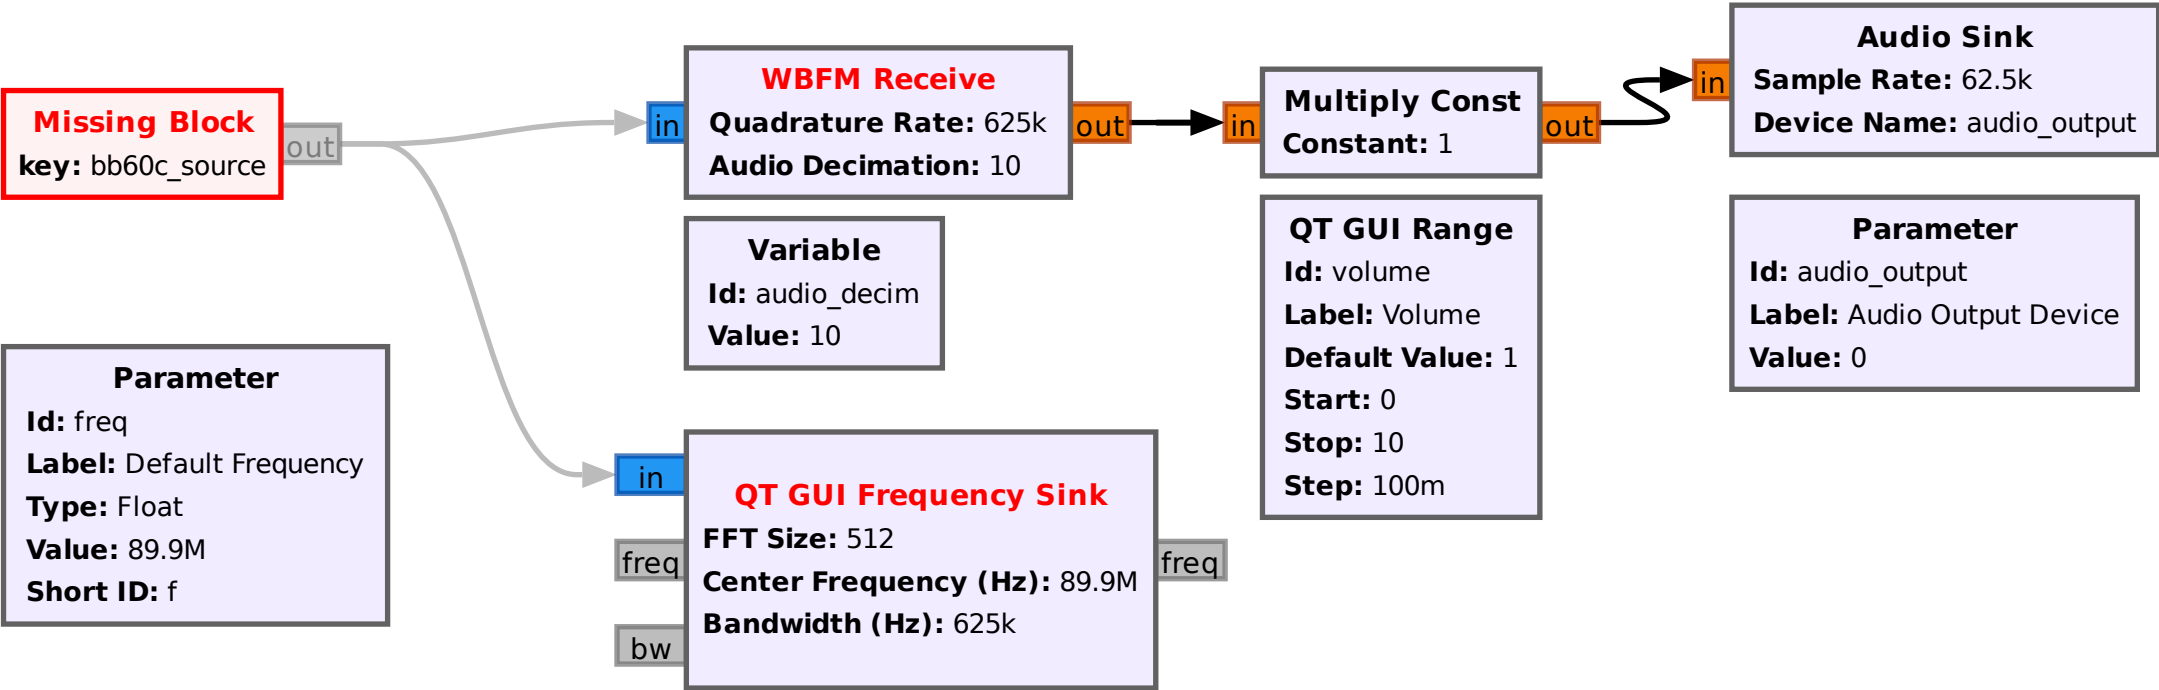 Missing Block
key: bb60c_source
out
in
WBFM Receive
Quadrature Rate: 625k
Audio Decimation: 10
out
in
Multiply Const
Constant: 1
out
in
Audio Sink
Sample Rate: 62.5k
Device Name: audio_output
Variable
Id: audio_decim
Value: 10
QT GUI Range
Id: volume
Label: Volume
Default Value: 1
Start: 0
Stop: 10
Step: 100m
Parameter
Id: audio_output
Label: Audio Output Device
Value: 0
Parameter
Id: freq
Label: Default Frequency
Type: Float
Value: 89.9M
Short ID: f
in
freq
bw
QT GUI Frequency Sink
FFT Size: 512
Center Frequency (Hz): 89.9M
Bandwidth (Hz): 625k
freq